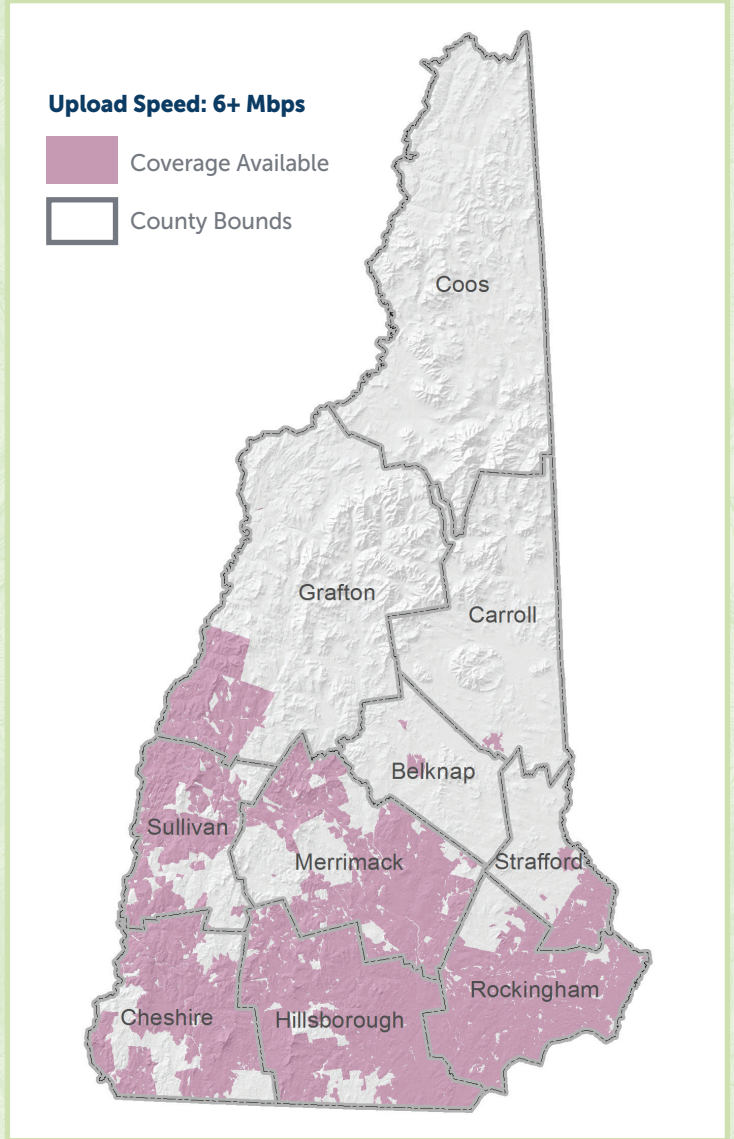 Upload Speed: 6+ Mbps
Coverage Available
County Bounds
Coos
Grafton
Carroll
Belknap
Sullivan
Merrimack
Strafford
Rockingham
Cheshire
Hillsborough